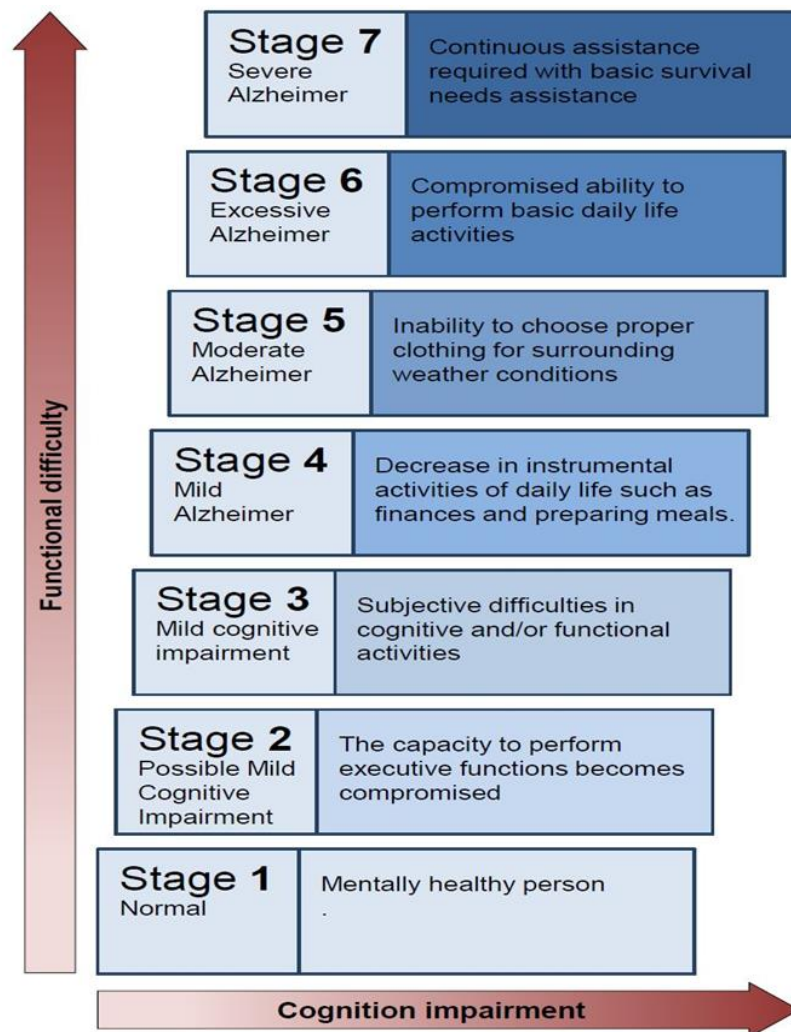 Stage 7
Severe
Alzheimer
Continuous assistance
required with basic survival
needs assistance
Stage 6
Excessive
Alzheimer
Compromised ability to
perform basic daily life
activities
Stage 5
Moderate
Alzheimer
Inability to choose proper
clothing for surrounding
weather conditions
Stage 4
Mild
Alzheimer
Decrease in instrumental
activities of daily life such as
finances and preparing meals.
Stage 3
Mild cognitive
impairment
Subjective difficulties in
cognitive and/or functional
activities
Stage 2
Possible Mild
Cognitive
Impairment
The capacity to perform
executive functions becomes
compromised
Stage 1
Normal
Mentally healthy person
.
Functional difficulty
Cognition impairment